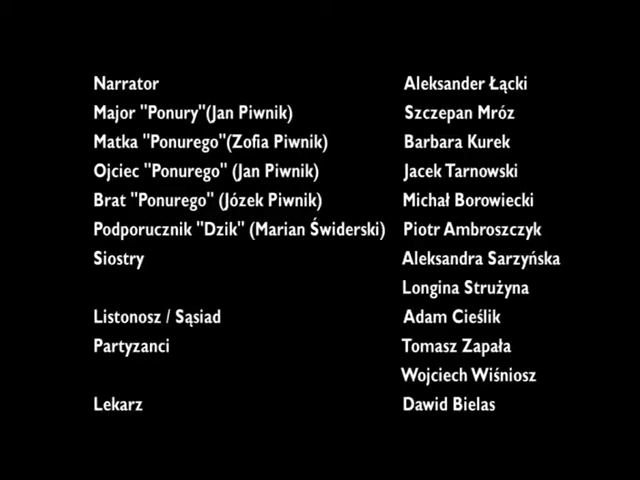 Narrator Aleksander Łącki
Major "Ponury"(Jan Piwnik) Szczepan Mróz
Matka "Ponurego"(Zofia Piwnik) Barbara Kurek
Ojciec "Ponurego" (Jan Piwnik) Jacek Tarnowski
Brat "Ponurego" (Józek Piwnik) Michał Borowiecki
Podporucznik "Dzik" (Marian Świderski) Piotr Ambroszczyk
Siostry Aleksandra Sarzyńska
Longina Strużyna
Listonosz / Sąsiad Adam Cieślik
Partyzanci Tomasz Zapała
Wojciech Wiśniosz
Lekarz Dawid Bielas